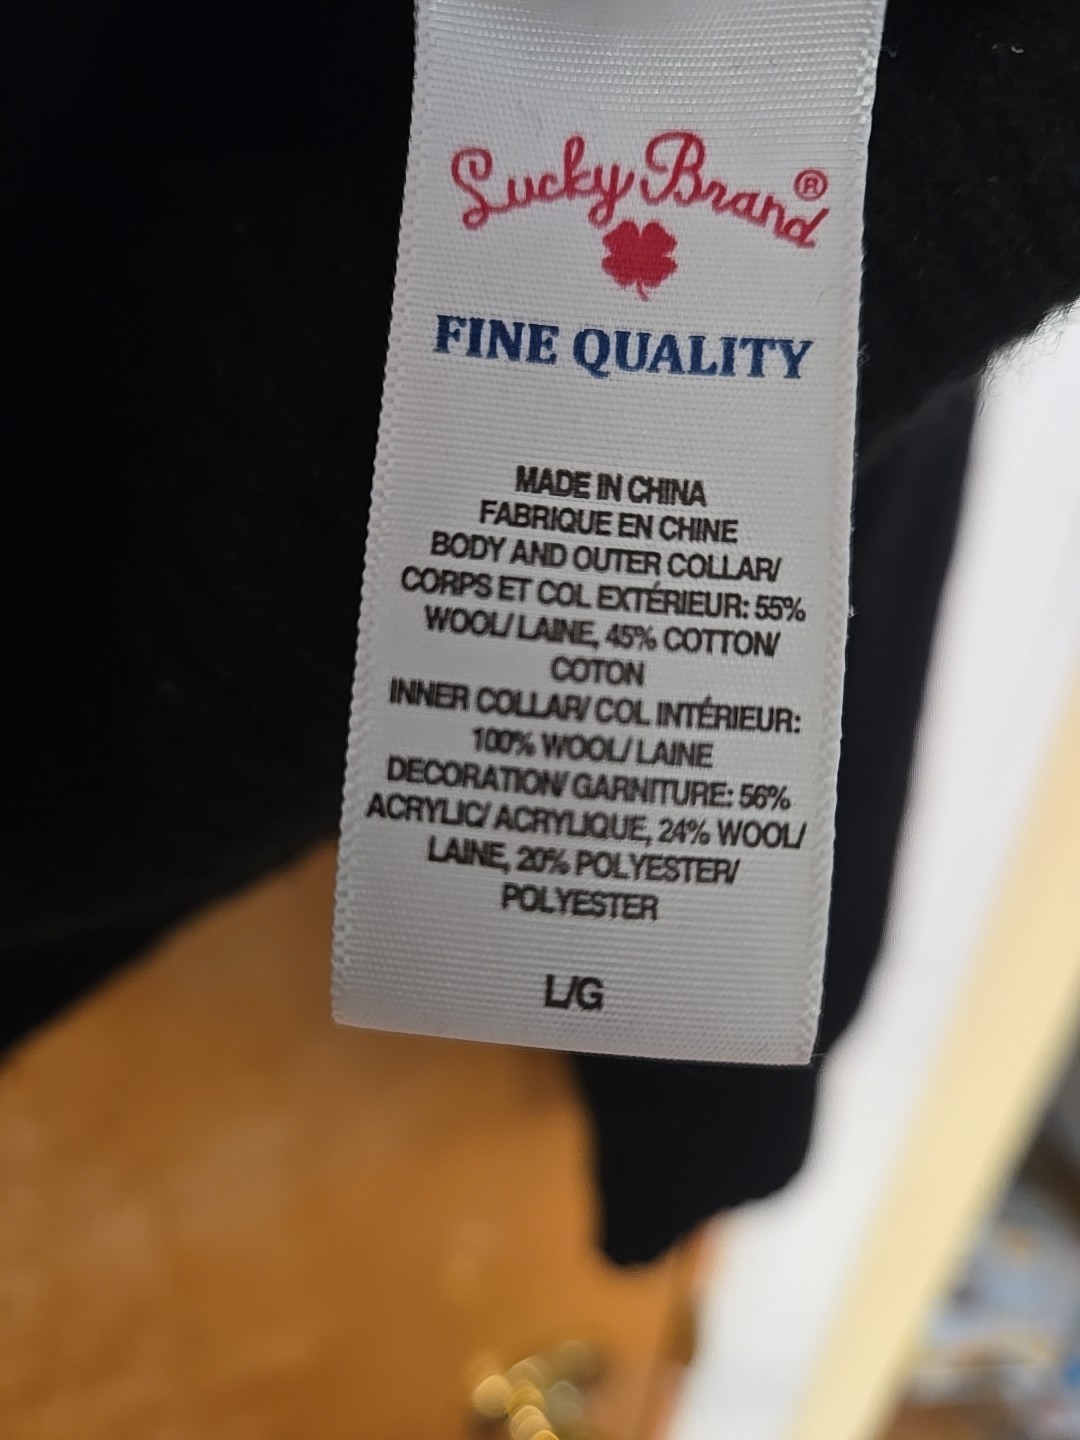 Lucky Brand®
FINE QUALITY
MADE IN CHINA
FABRIQUE EN CHINE
BODY AND OUTER COLLAR/
CORPS ET COL EXTÉRIEUR: 55%
WOOL/ LAINE, 45% COTTON/
COTON
INNER COLLAR/ COL INTÉRIEUR:
100% WOOL/ LAINE
DECORATION/ GARNITURE: 56%
ACRYLIC/ ACRYLIQUE, 24% WOOL/
LAINE, 20% POLYESTER/
POLYESTER
L/G